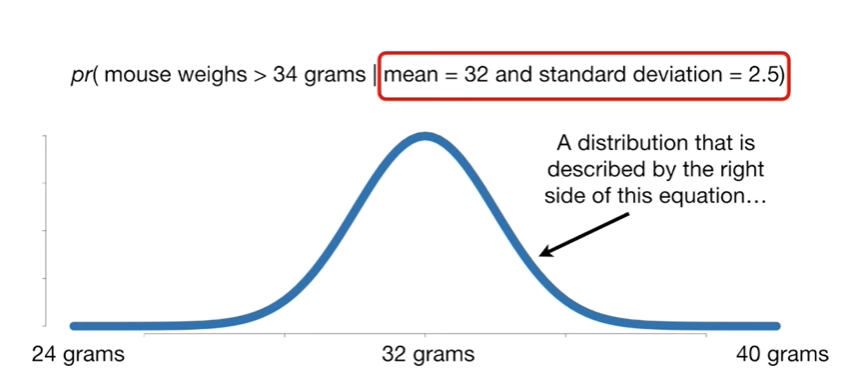 pr( mouse weighs > 34 grams | mean = 32 and standard deviation = 2.5)
A distribution that is
described by the right
side of this equation…
24 grams
32 grams
40 grams